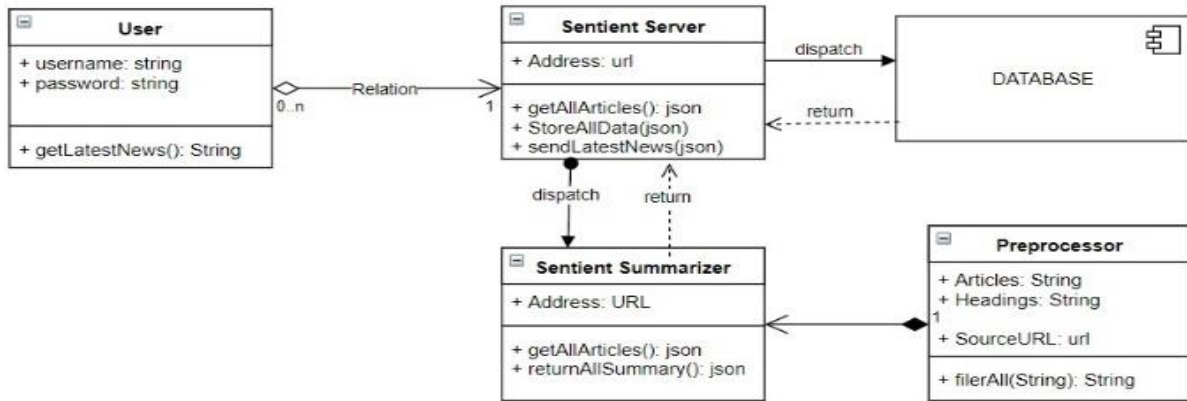 User
+ username: string
+ password: string
+ getLatestNews(): String
0..n
Relation
1
Sentient Server
+ Address: url
+ getAllArticles(): json
+ StoreAllData(json)
+ sendLatestNews(json)
dispatch
return
DATABASE
dispatch
return
Sentient Summarizer
+ Address: URL
+ getAllArticles(): json
+ returnAllSummary(): json
Preprocessor
+ Articles: String
+ Headings: String
1
+ SourceURL: url
+ filerAll(String): String